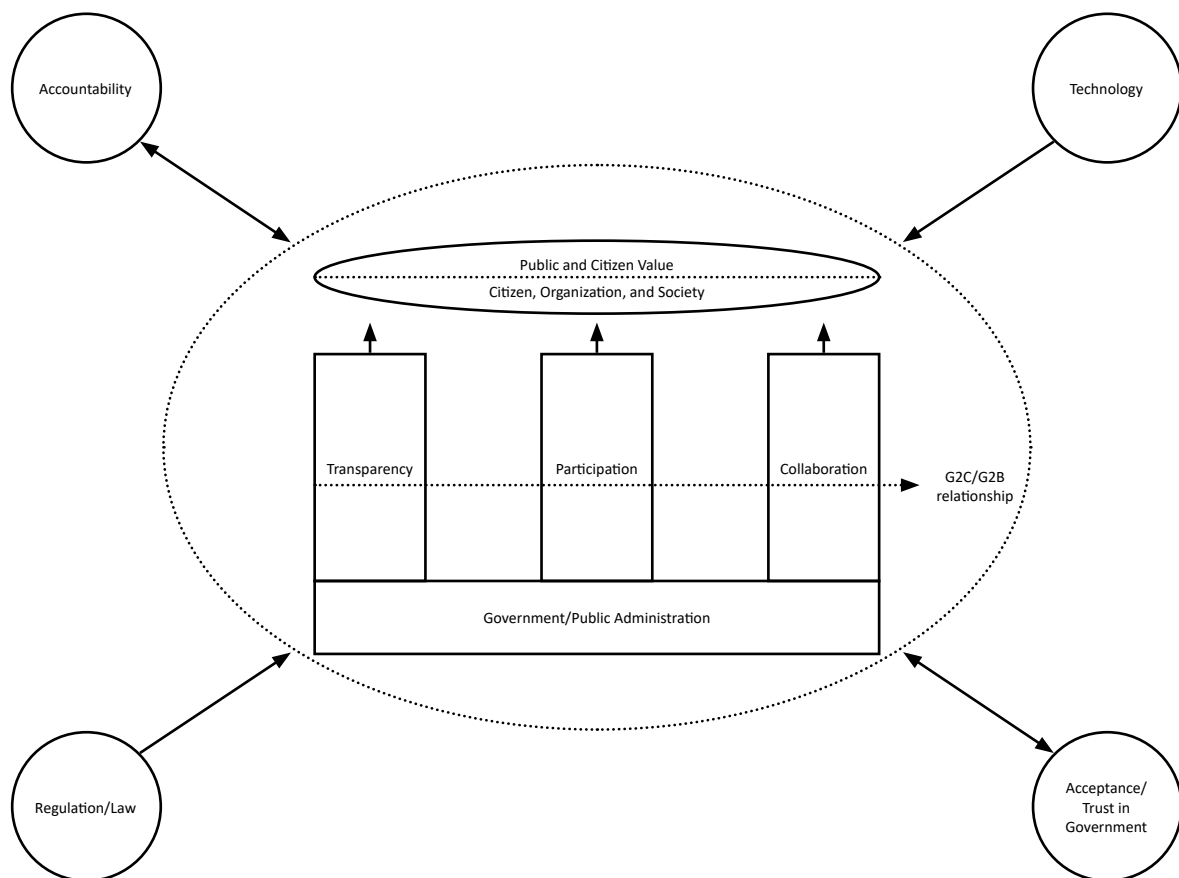 Accountability
Technology
Public and Citizen Value
Citizen, Organization, and Society
Transparency
Participation
Collaboration
G2C/G2B
relationship
Government/Public Administration
Regulation/Law
Acceptance/
Trust in
Government